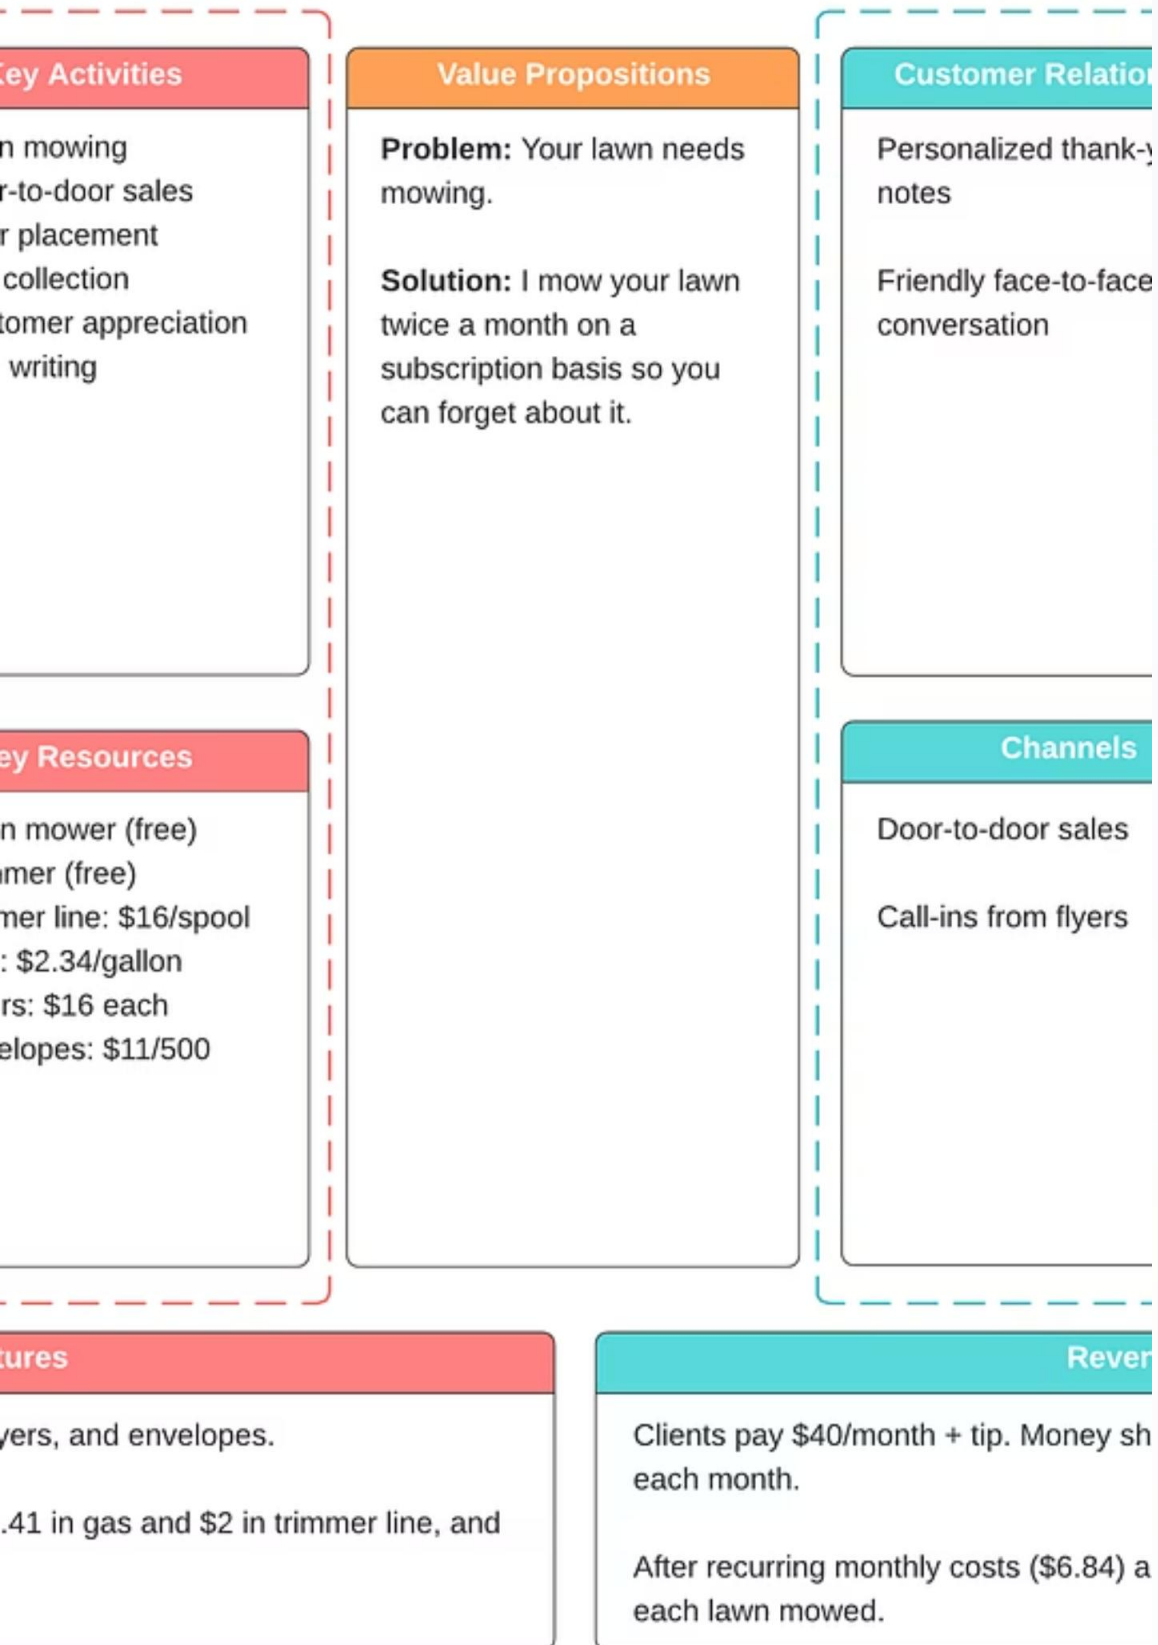 Key Activities
mowing
r-to-door sales
r placement
collection
tomer appreciation
writing
Value Propositions
Problem: Your lawn needs
mowing.
Solution: I mow your lawn
twice a month on a
subscription basis so you
can forget about it.
Customer Relation
Personalized thank-y
notes
Friendly face-to-face
conversation
ey Resources
n mower (free)
mer (free)
mer line: $16/spool
: $2.34/gallon
rs: $16 each
elopes: $11/500
Channels
Door-to-door sales
Call-ins from flyers
tures
yers, and envelopes.
.41 in gas and $2 in trimmer line, and
Reven
Clients pay $40/month + tip. Money sh
each month.
After recurring monthly costs ($6.84) a
each lawn mowed.